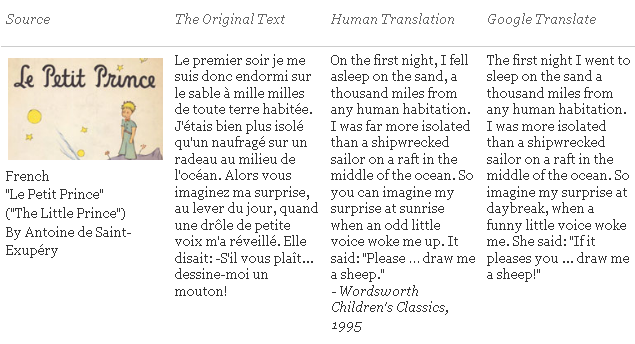 Source
The Original Text
Human Translation
Google Translate
Le Petit Prince
French
"Le Petit Prince"
("The Little Prince")
By Antoine de Saint-
Exupéry
Le premier soir je me
suis donc endormi sur
le sable à mille milles
de toute terre habitée.
J'étais bien plus isolé
qu'un naufragé sur un
radeau au milieu de
l'océan. Alors vous
imaginez ma surprise,
au lever du jour, quand
une drôle de petite
voix m'a réveillé. Elle
disait: -S'il vous plaît...
dessine-moi un
mouton!
On the first night, I fell
asleep on the sand, a
thousand miles from
any human habitation.
I was far more isolated
than a shipwrecked
sailor on a raft in the
middle of the ocean. So
you can imagine my
surprise at sunrise
when an odd little
voice woke me up. It
said: "Please ... draw me
a sheep."
- Wordsworth
Children's Classics,
1995
The first night I went to
sleep on the sand a
thousand miles from
any human habitation.
I was more isolated
than a shipwrecked
sailor on a raft in the
middle of the ocean. So
imagine my surprise at
daybreak, when a
funny little voice woke
me. She said: "If it
pleases you ... draw me
a sheep!"